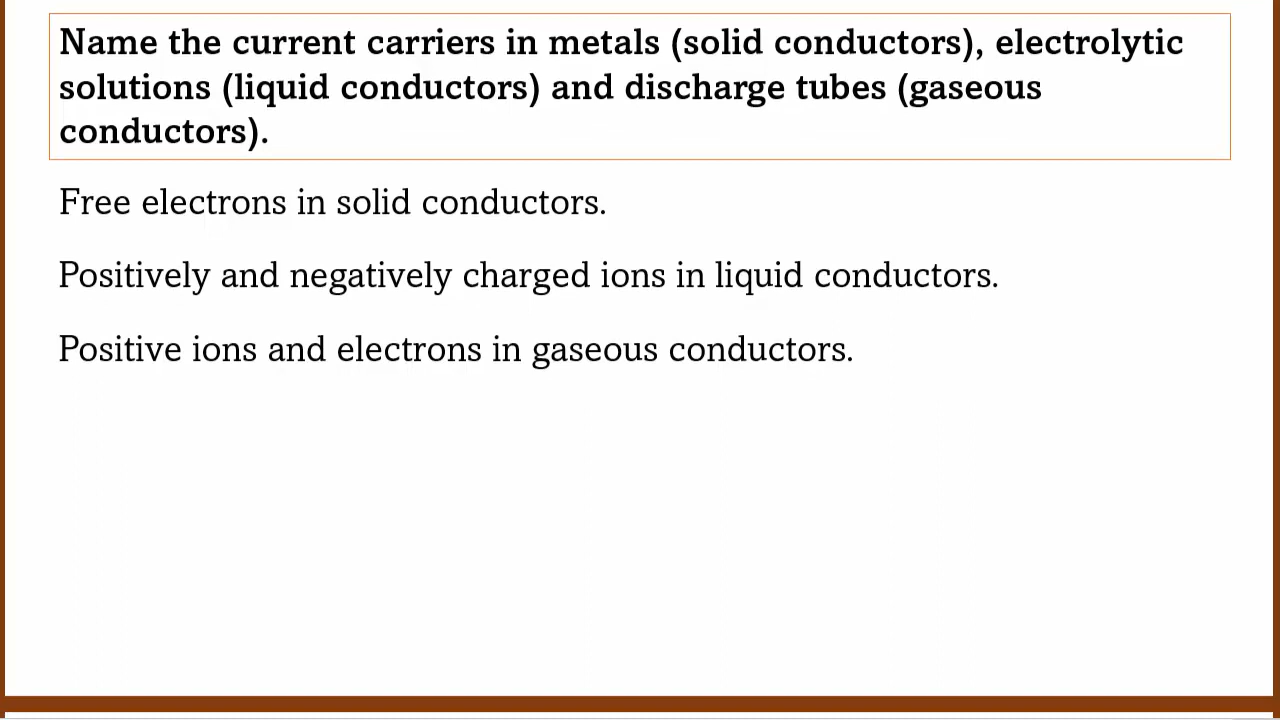 Name the current carriers in metals (solid conductors), electrolytic
solutions (liquid conductors) and discharge tubes (gaseous
conductors).
Free electrons in solid conductors.
Positively and negatively charged ions in liquid conductors.
Positive ions and electrons in gaseous conductors.